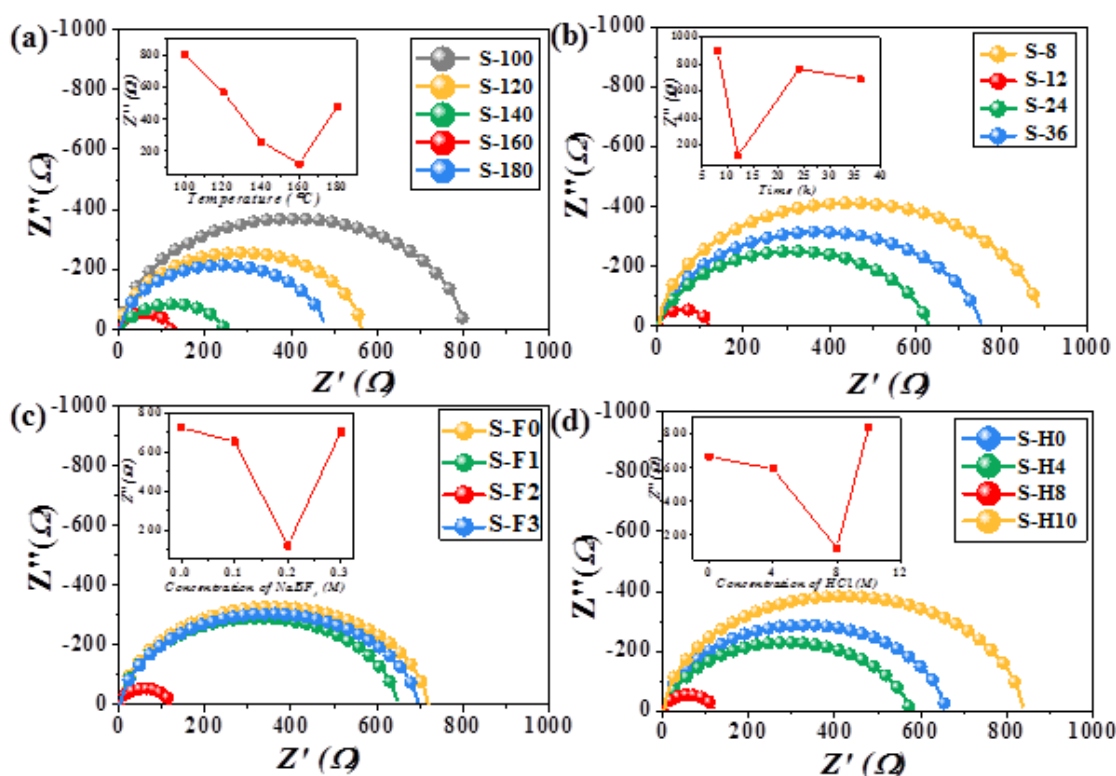 (a)
-1000
-800
-600
-400
-200
0
Z''(Ω)
0 200 400 600 800 1000
Z' (Ω)
800
600
400
200
Z'' (Ω)
100 120 140 160 180
Temperature (°C)
S-100
S-120
S-140
S-160
S-180
(b)
-1000
-800
-600
-400
-200
0
Z''(Ω)
0 200 400 600 800 1000
Z' (Ω)
1000
800
600
400
200
Z'' (Ω)
5 10 15 20 25 30 35 40
Time (h)
S-8
S-12
S-24
S-36
(c)
-1000
-800
-600
-400
-200
0
Z''(Ω)
0 200 400 600 800 1000
Z' (Ω)
800
600
400
200
Z'' (Ω)
0.0 0.1 0.2 0.3
Concentration of NaBF4 (M)
S-F0
S-F1
S-F2
S-F3
(d)
-1000
-800
-600
-400
-200
0
Z''(Ω)
0 200 400 600 800 1000
Z' (Ω)
800
600
400
200
Z'' (Ω)
0 4 8 12
Concentration of HCl (M)
S-H0
S-H4
S-H8
S-H10